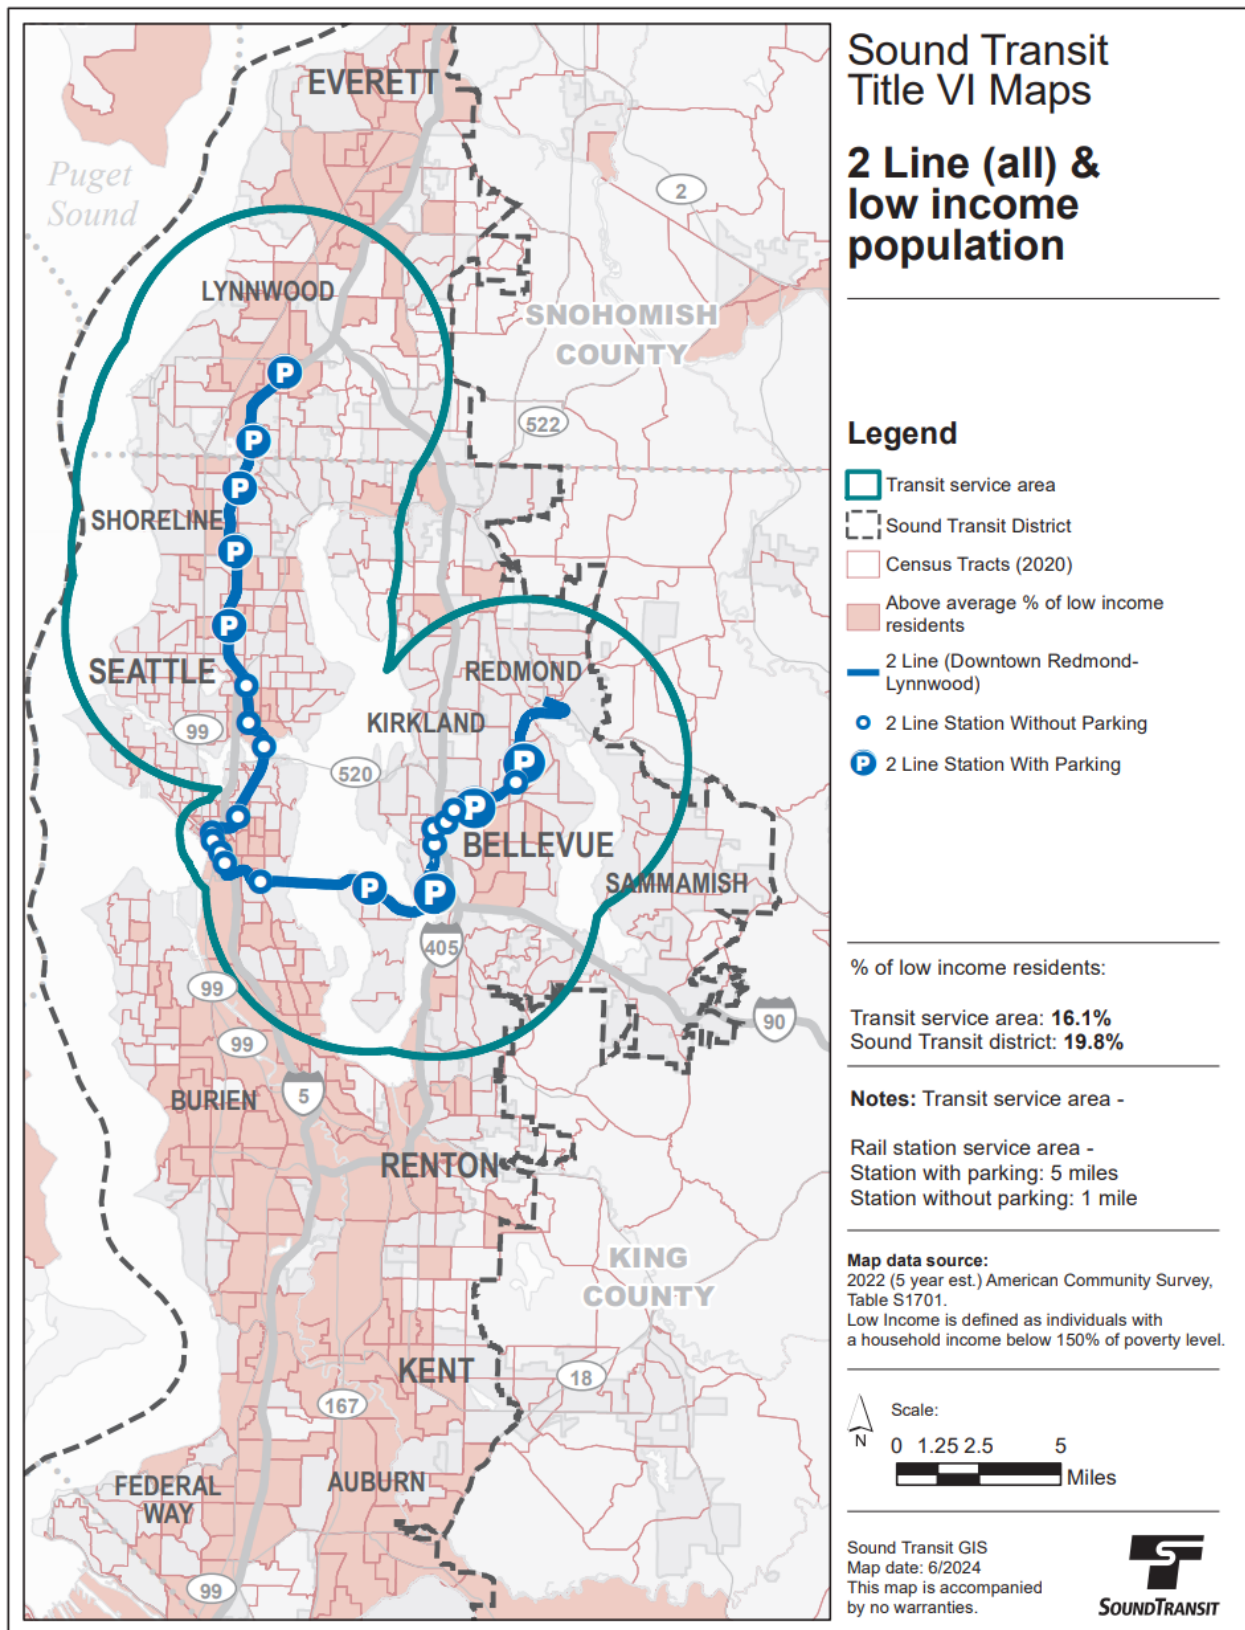 Sound Transit
Title VI Maps
2 Line (all) &
low income
population
Legend
Transit service area
Sound Transit District
Census Tracts (2020)
Above average % of low income
residents
2 Line (Downtown Redmond-
Lynnwood)
2 Line Station Without Parking
P
2 Line Station With Parking
% of low income residents:
Transit service area: 16.1%
Sound Transit district: 19.8%
Notes: Transit service area -
Rail station service area -
Station with parking: 5 miles
Station without parking: 1 mile
Map data source:
2022 (5 year est.) American Community Survey,
Table S1701.
Low Income is defined as individuals with
a household income below 150% of poverty level.
N
Scale:
0 1.25 2.5 5
Miles
Sound Transit GIS
Map date: 6/2024
This map is accompanied
by no warranties.
SOUNDTRANSIT
EVERETT
Puget
Sound
2
LYNNWOOD
SNOHOMISH
COUNTY
P
522
P
P
SHORELINE
P
P
SEATTLE
REDMOND
KIRKLAND
99
520
P
P
BELLEVUE
SAMMAMISH
P
P
405
99
90
99
BURIEN
5
RENTON
KING
COUNTY
KENT
18
167
FEDERAL
WAY
AUBURN
99